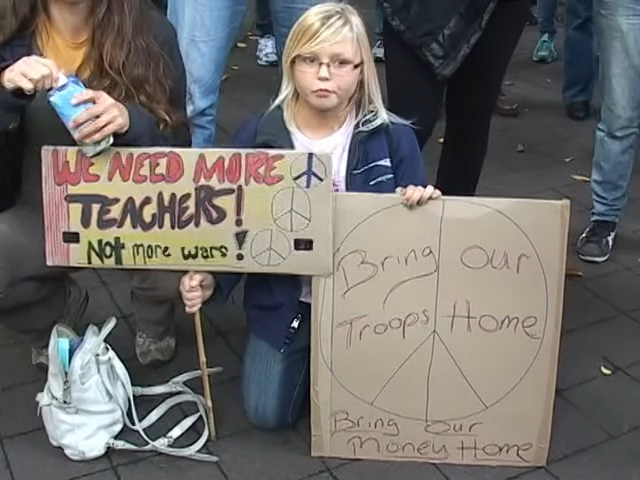 WE NEED MORE
TEACHERS!
Not more wars!
Bring our
Troops Home
Bring our
Money Home